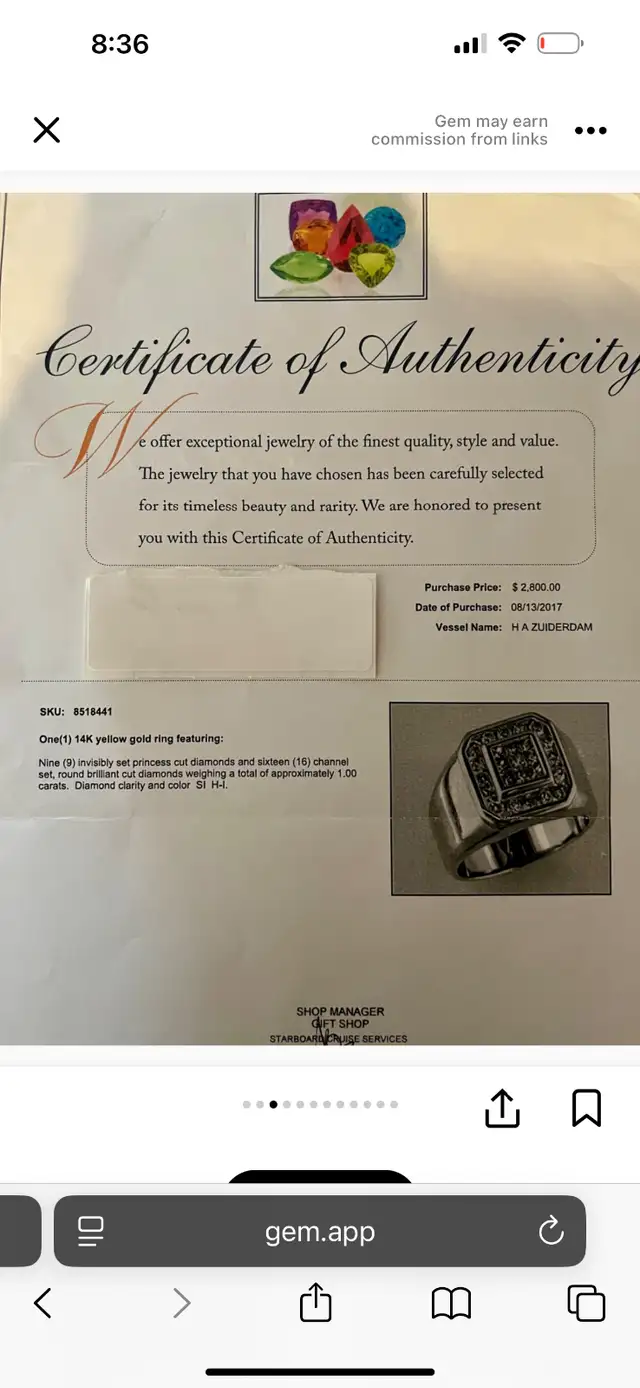 8:36
Gem may earn
commission from links
Certificate of Authenticity
We offer exceptional jewelry of the finest quality, style and value.
The jewelry that you have chosen has been carefully selected
for its timeless beauty and rarity. We are honored to present
you with this Certificate of Authenticity.
Purchase Price: $ 2,800.00
Date of Purchase: 08/13/2017
Vessel Name: H A ZUIDERDAM
SKU: 8518441
One(1) 14K yellow gold ring featuring:
Nine (9) invisibly set princess cut diamonds and sixteen (16) channel
set, round brilliant cut diamonds weighing a total of approximately 1.00
carats. Diamond clarity and color SI H-I.
SHOP MANAGER
GIFT SHOP
STARBOARD CRUISE SERVICES
gem.app